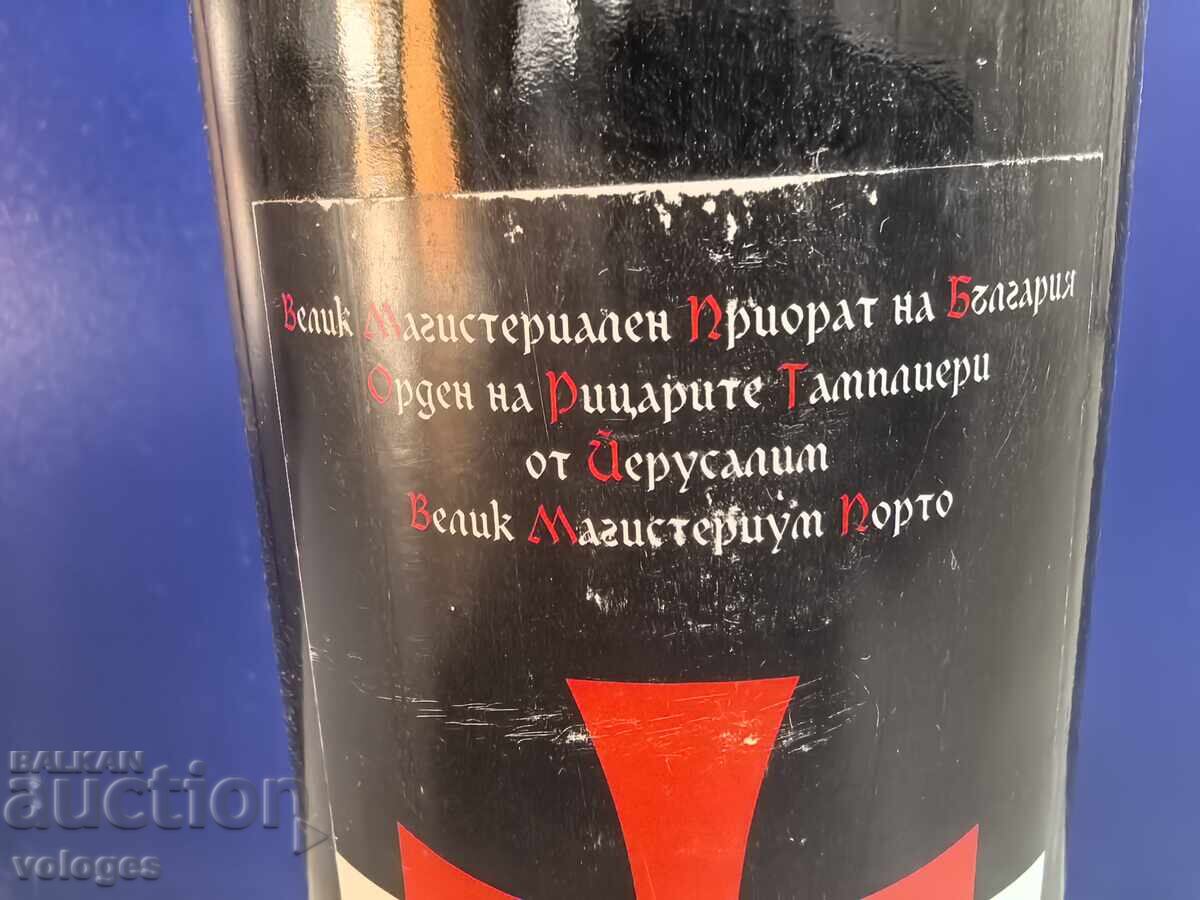 Велик Магистериален Приорат на България
Орден на Рицарите Тамплиери
от Йерусалим
Велик Магистериум Порто
BALKAN
auction
vologes